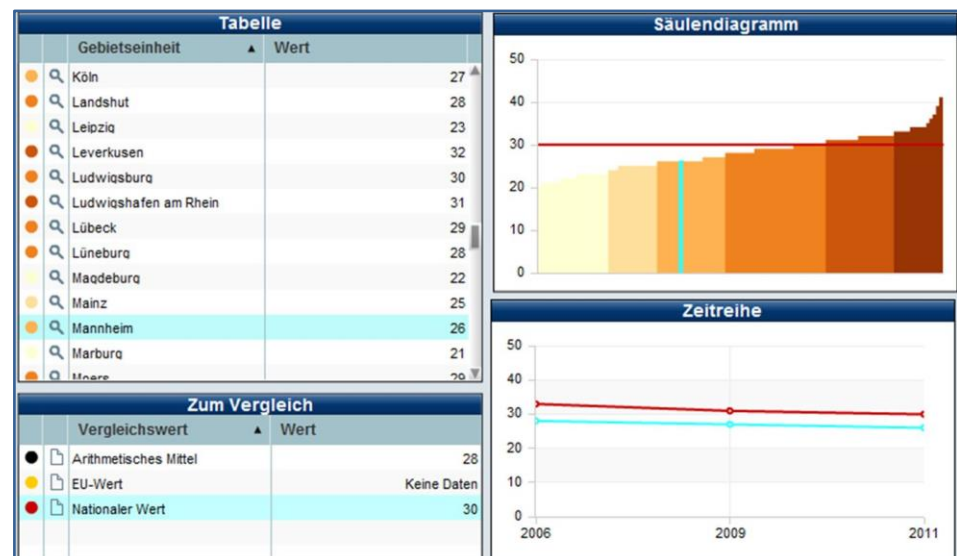 Tabelle
Gebietseinheit ▲ Wert
Köln 27
Landshut 28
Leipzig 23
Leverkusen 32
Ludwigsburg 30
Ludwigshafen am Rhein 31
Lübeck 29
Lüneburg 28
Magdeburg 22
Mainz 25
Mannheim 26
Marburg 21
Moers 29
Zum Vergleich
Vergleichswert ▲ Wert
Arithmetisches Mittel 28
EU-Wert Keine Daten
Nationaler Wert 30
Säulendiagramm
50
40
30
20
10
0
Zeitreihe
50
40
30
20
10
0
2006 2009 2011